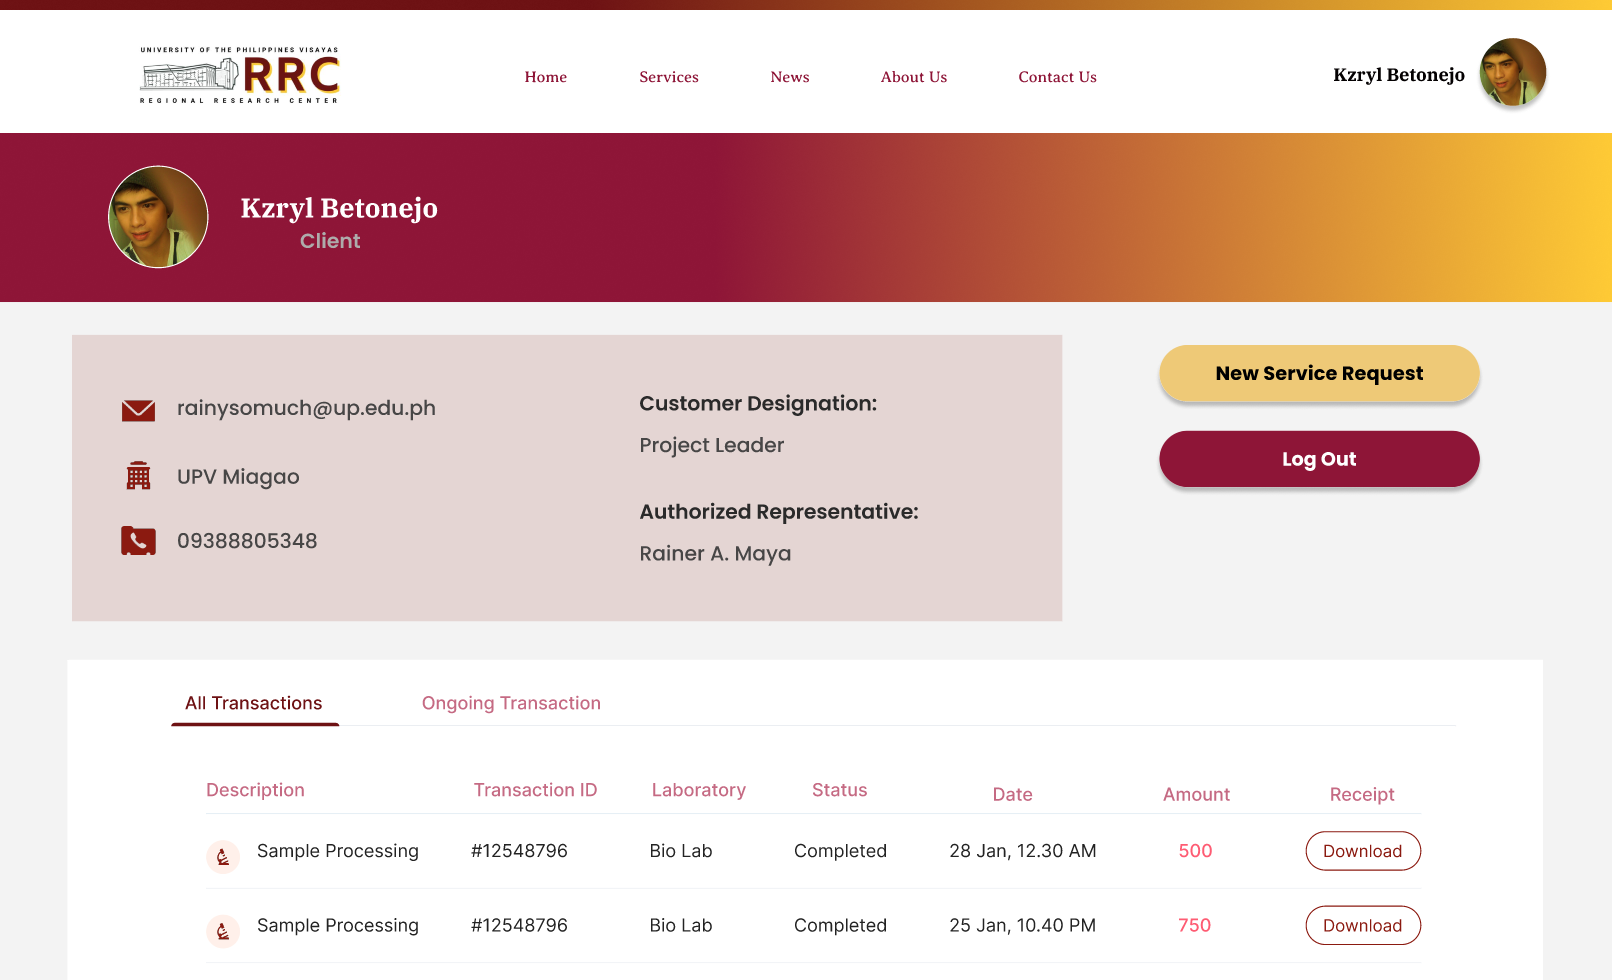 UNIVERSITY OF THE PHILIPPINES VISAYAS
RRC
REGIONAL RESEARCH CENTER
Home Services News About Us Contact Us
Kzryl Betonejo
Kzryl Betonejo
Client
rainysomuch@up.edu.ph
UPV Miagao
09388805348
Customer Designation:
Project Leader
Authorized Representative:
Rainer A. Maya
New Service Request
Log Out
All Transactions Ongoing Transaction
Description Transaction ID Laboratory Status Date Amount Receipt
Sample Processing #12548796 Bio Lab Completed 28 Jan, 12.30 AM 500 Download
Sample Processing #12548796 Bio Lab Completed 25 Jan, 10.40 PM 750 Download